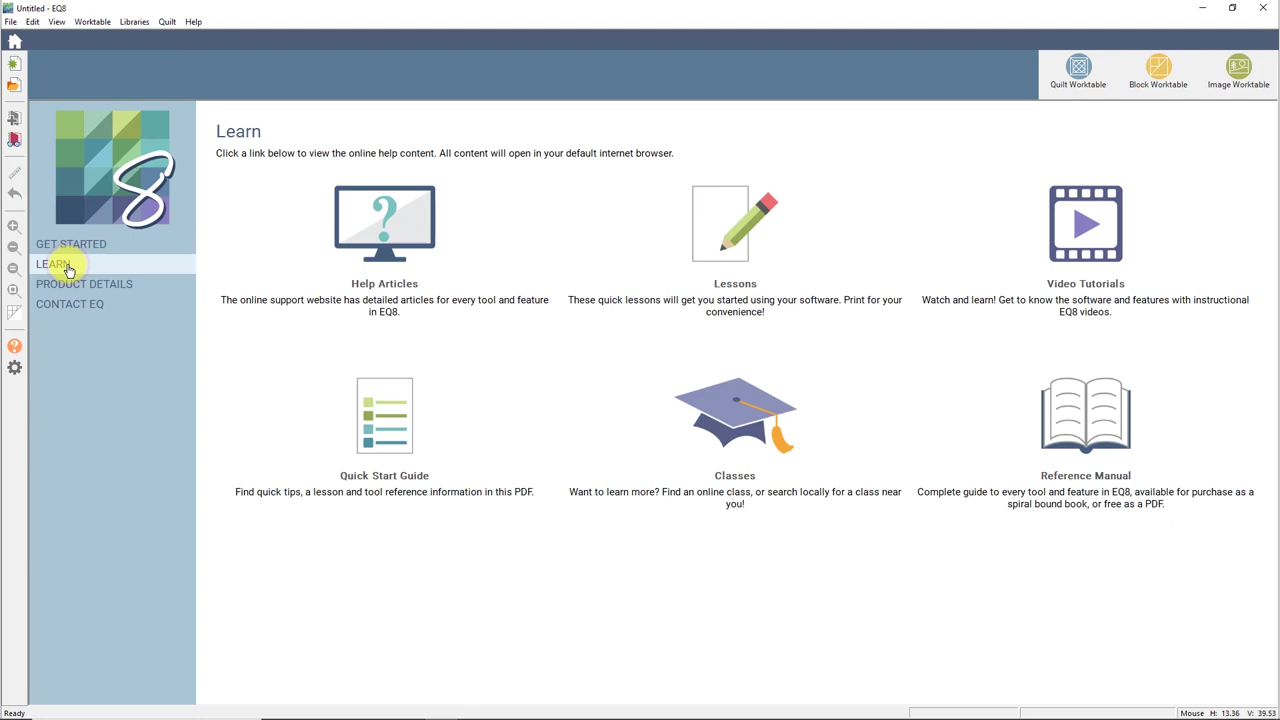 Untitled - EQ8
File Edit View Worktable Libraries Quilt Help
Quilt Worktable Block Worktable Image Worktable
8
GET STARTED
LEARN
PRODUCT DETAILS
CONTACT EQ
Learn
Click a link below to view the online help content. All content will open in your default internet browser.
?
Help Articles
The online support website has detailed articles for every tool and feature
in EQ8.
Lessons
These quick lessons will get you started using your software. Print for your
convenience!
Video Tutorials
Watch and learn! Get to know the software and features with instructional
EQ8 videos.
Quick Start Guide
Find quick tips, a lesson and tool reference information in this PDF.
Classes
Want to learn more? Find an online class, or search locally for a class near
you!
Reference Manual
Complete guide to every tool and feature in EQ8, available for purchase as a
spiral bound book, or free as a PDF.
Ready
Mouse H: 13.36 V: 39.53